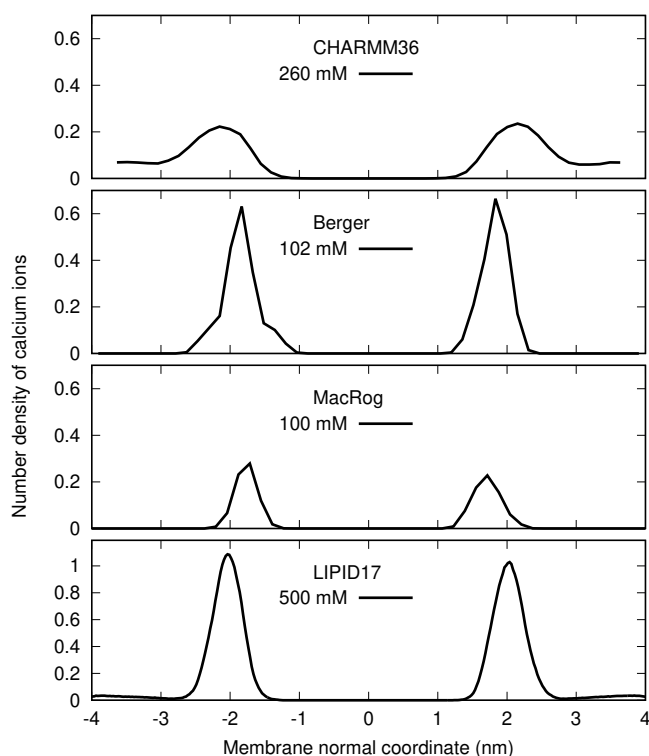 Number density of calcium ions
0.6
0.4
0.2
0
CHARMM36
260 mM
0.6
0.4
0.2
0
Berger
102 mM
0.6
0.4
0.2
0
MacRog
100 mM
1
0.8
0.6
0.4
0.2
0
LIPID17
500 mM
-4 -3 -2 -1 0 1 2 3 4
Membrane normal coordinate (nm)